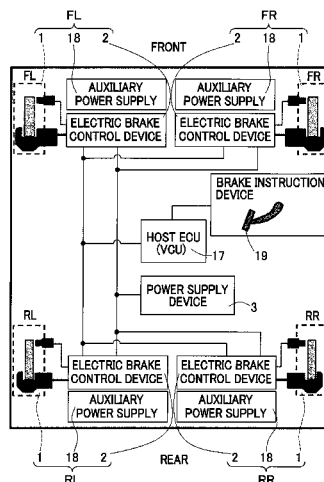 FL
FR
1 18 2
2 18 1
FRONT
FL
FR
AUXILIARY
POWER SUPPLY
AUXILIARY
POWER SUPPLY
ELECTRIC BRAKE
CONTROL DEVICE
ELECTRIC BRAKE
CONTROL DEVICE
BRAKE INSTRUCTION
DEVICE
HOST ECU
(VCU)
17
19
POWER SUPPLY
DEVICE
3
RL
RR
ELECTRIC BRAKE
CONTROL DEVICE
ELECTRIC BRAKE
CONTROL DEVICE
AUXILIARY
POWER SUPPLY
AUXILIARY
POWER SUPPLY
1 18 2
2 18 1
REAR
RL
RR